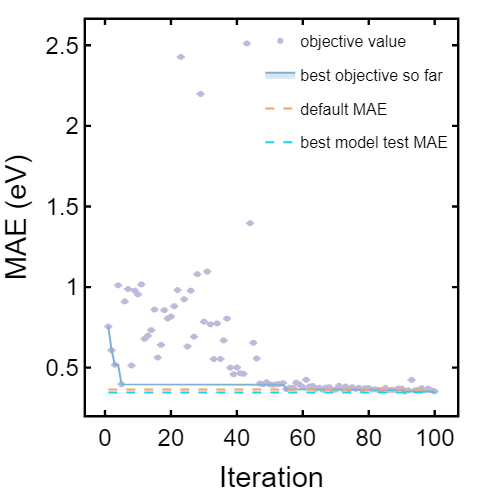 MAE (eV)
2.5
2
1.5
1
0.5
objective value
best objective so far
default MAE
best model test MAE
0 20 40 60 80 100
Iteration